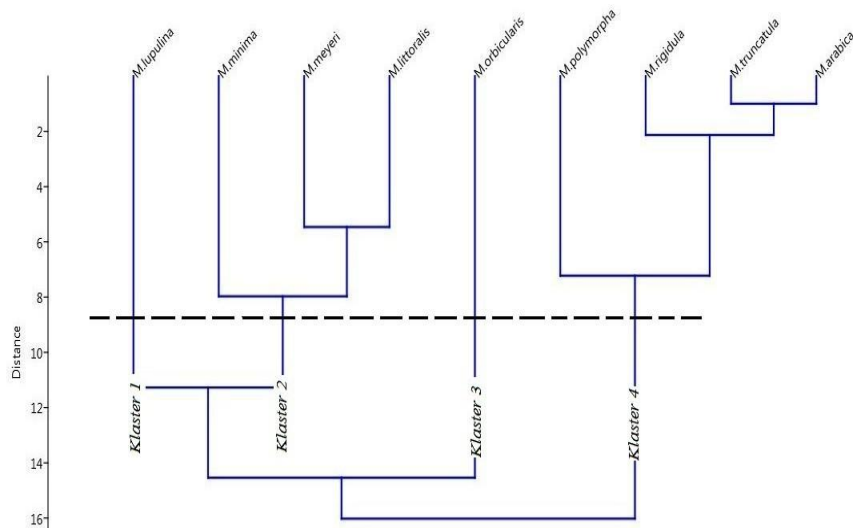 M.lupulina
M.minima
M.meyeri
M.littoralis
M.orbicularis
M.polymorpha
M.rigidula
M.truncatula
M.arabica
2
4
6
8
10
12
14
16
Distance
Klaster 1
Klaster 2
Klaster 3
Klaster 4